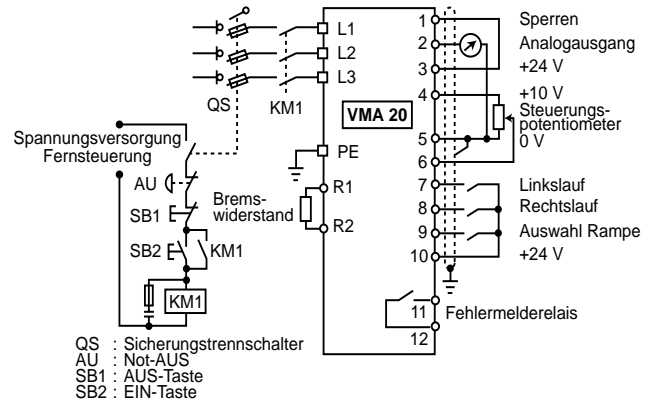 L1
L2
L3
QS
KM1
VMA 20
PE
R1
R2
Brems-
widerstand
1
2
3
4
5
6
7
8
9
10
11
12
Sperren
Analogausgang
+24 V
+10 V
Steuerungs-
potentiometer
0 V
Linkslauf
Rechtslauf
Auswahl Rampe
+24 V
Fehlermelderelais
Spannungsversorgung
Fernsteuerung
AU
SB1
SB2
KM1
KM1
QS : Sicherungstrennschalter
AU : Not-AUS
SB1 : AUS-Taste
SB2 : EIN-Taste